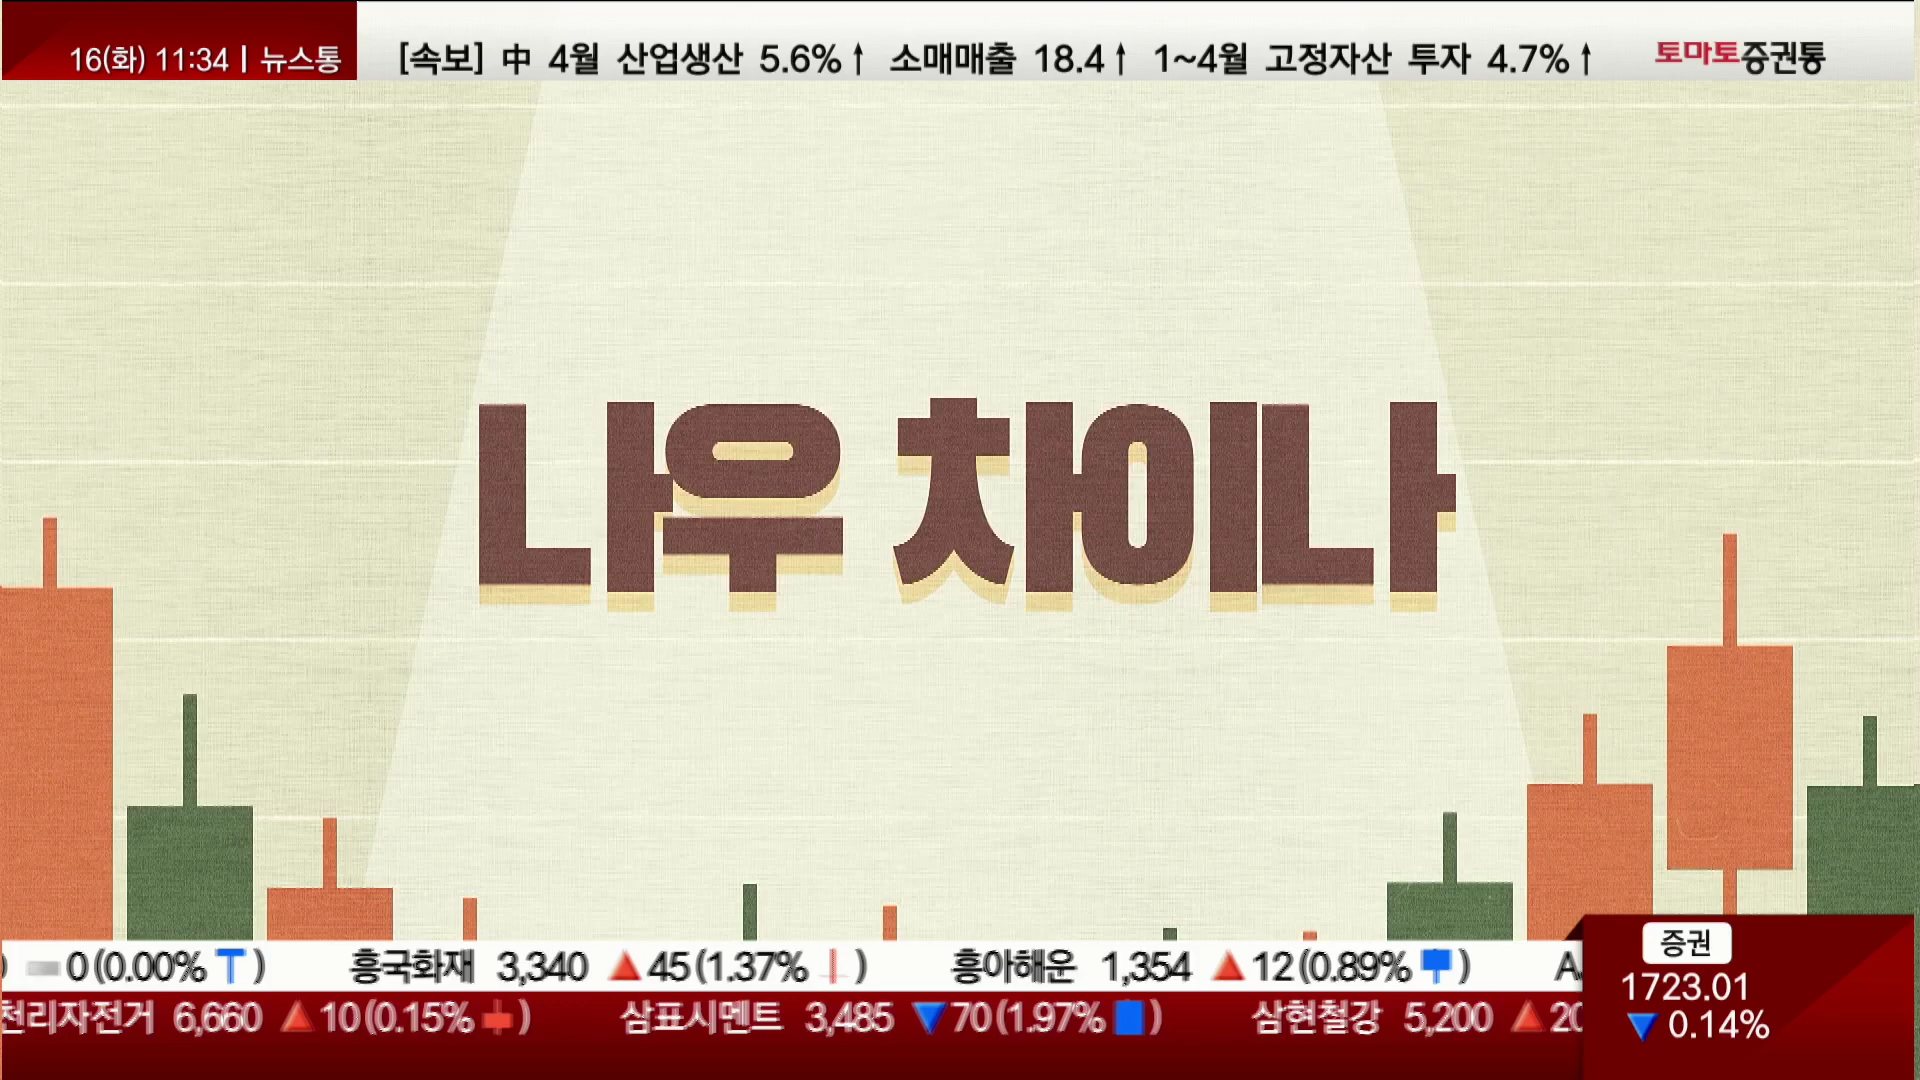 16(화) 11:34 | 뉴스통
[속보] 中 4월 산업생산 5.6%↑ 소매매출 18.4↑ 1~4월 고정자산 투자 4.7%↑
토마토증권통
나우 차이나
0(0.00% )
흥국화재 3,340 ▲45(1.37% )
흥아해운 1,354 ▲12(0.89% )
천리자전거 6,660 ▲10(0.15% )
삼표시멘트 3,485 ▼70(1.97% )
삼현철강 5,200 ▲20
증권
1723.01
▼ 0.14%